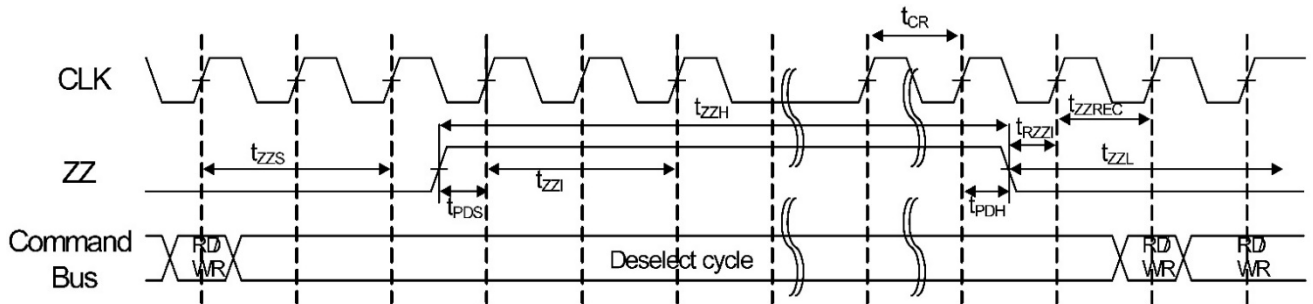 tCR
CLK
tZZH
tZZREC
tRZZI
tZZS
tZZL
ZZ
tZZI
tPDS
tPDH
Command
Bus
RD/
WR
Deselect cycle
RD/
WR
RD/
WR